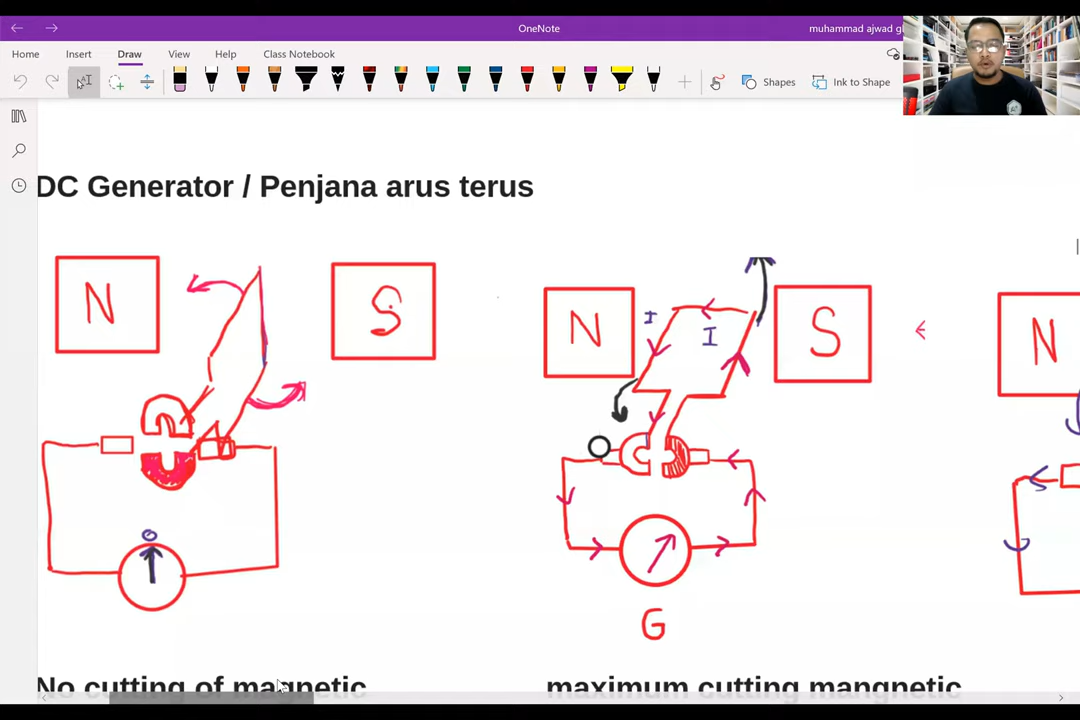 OneNote
muhammad ajwad g
Home Insert Draw View Help Class Notebook
Shapes Ink to Shape
DC Generator / Penjana arus terus
N S N I I S N
O
G
No cutting of magnetic maximum cutting mangnetic